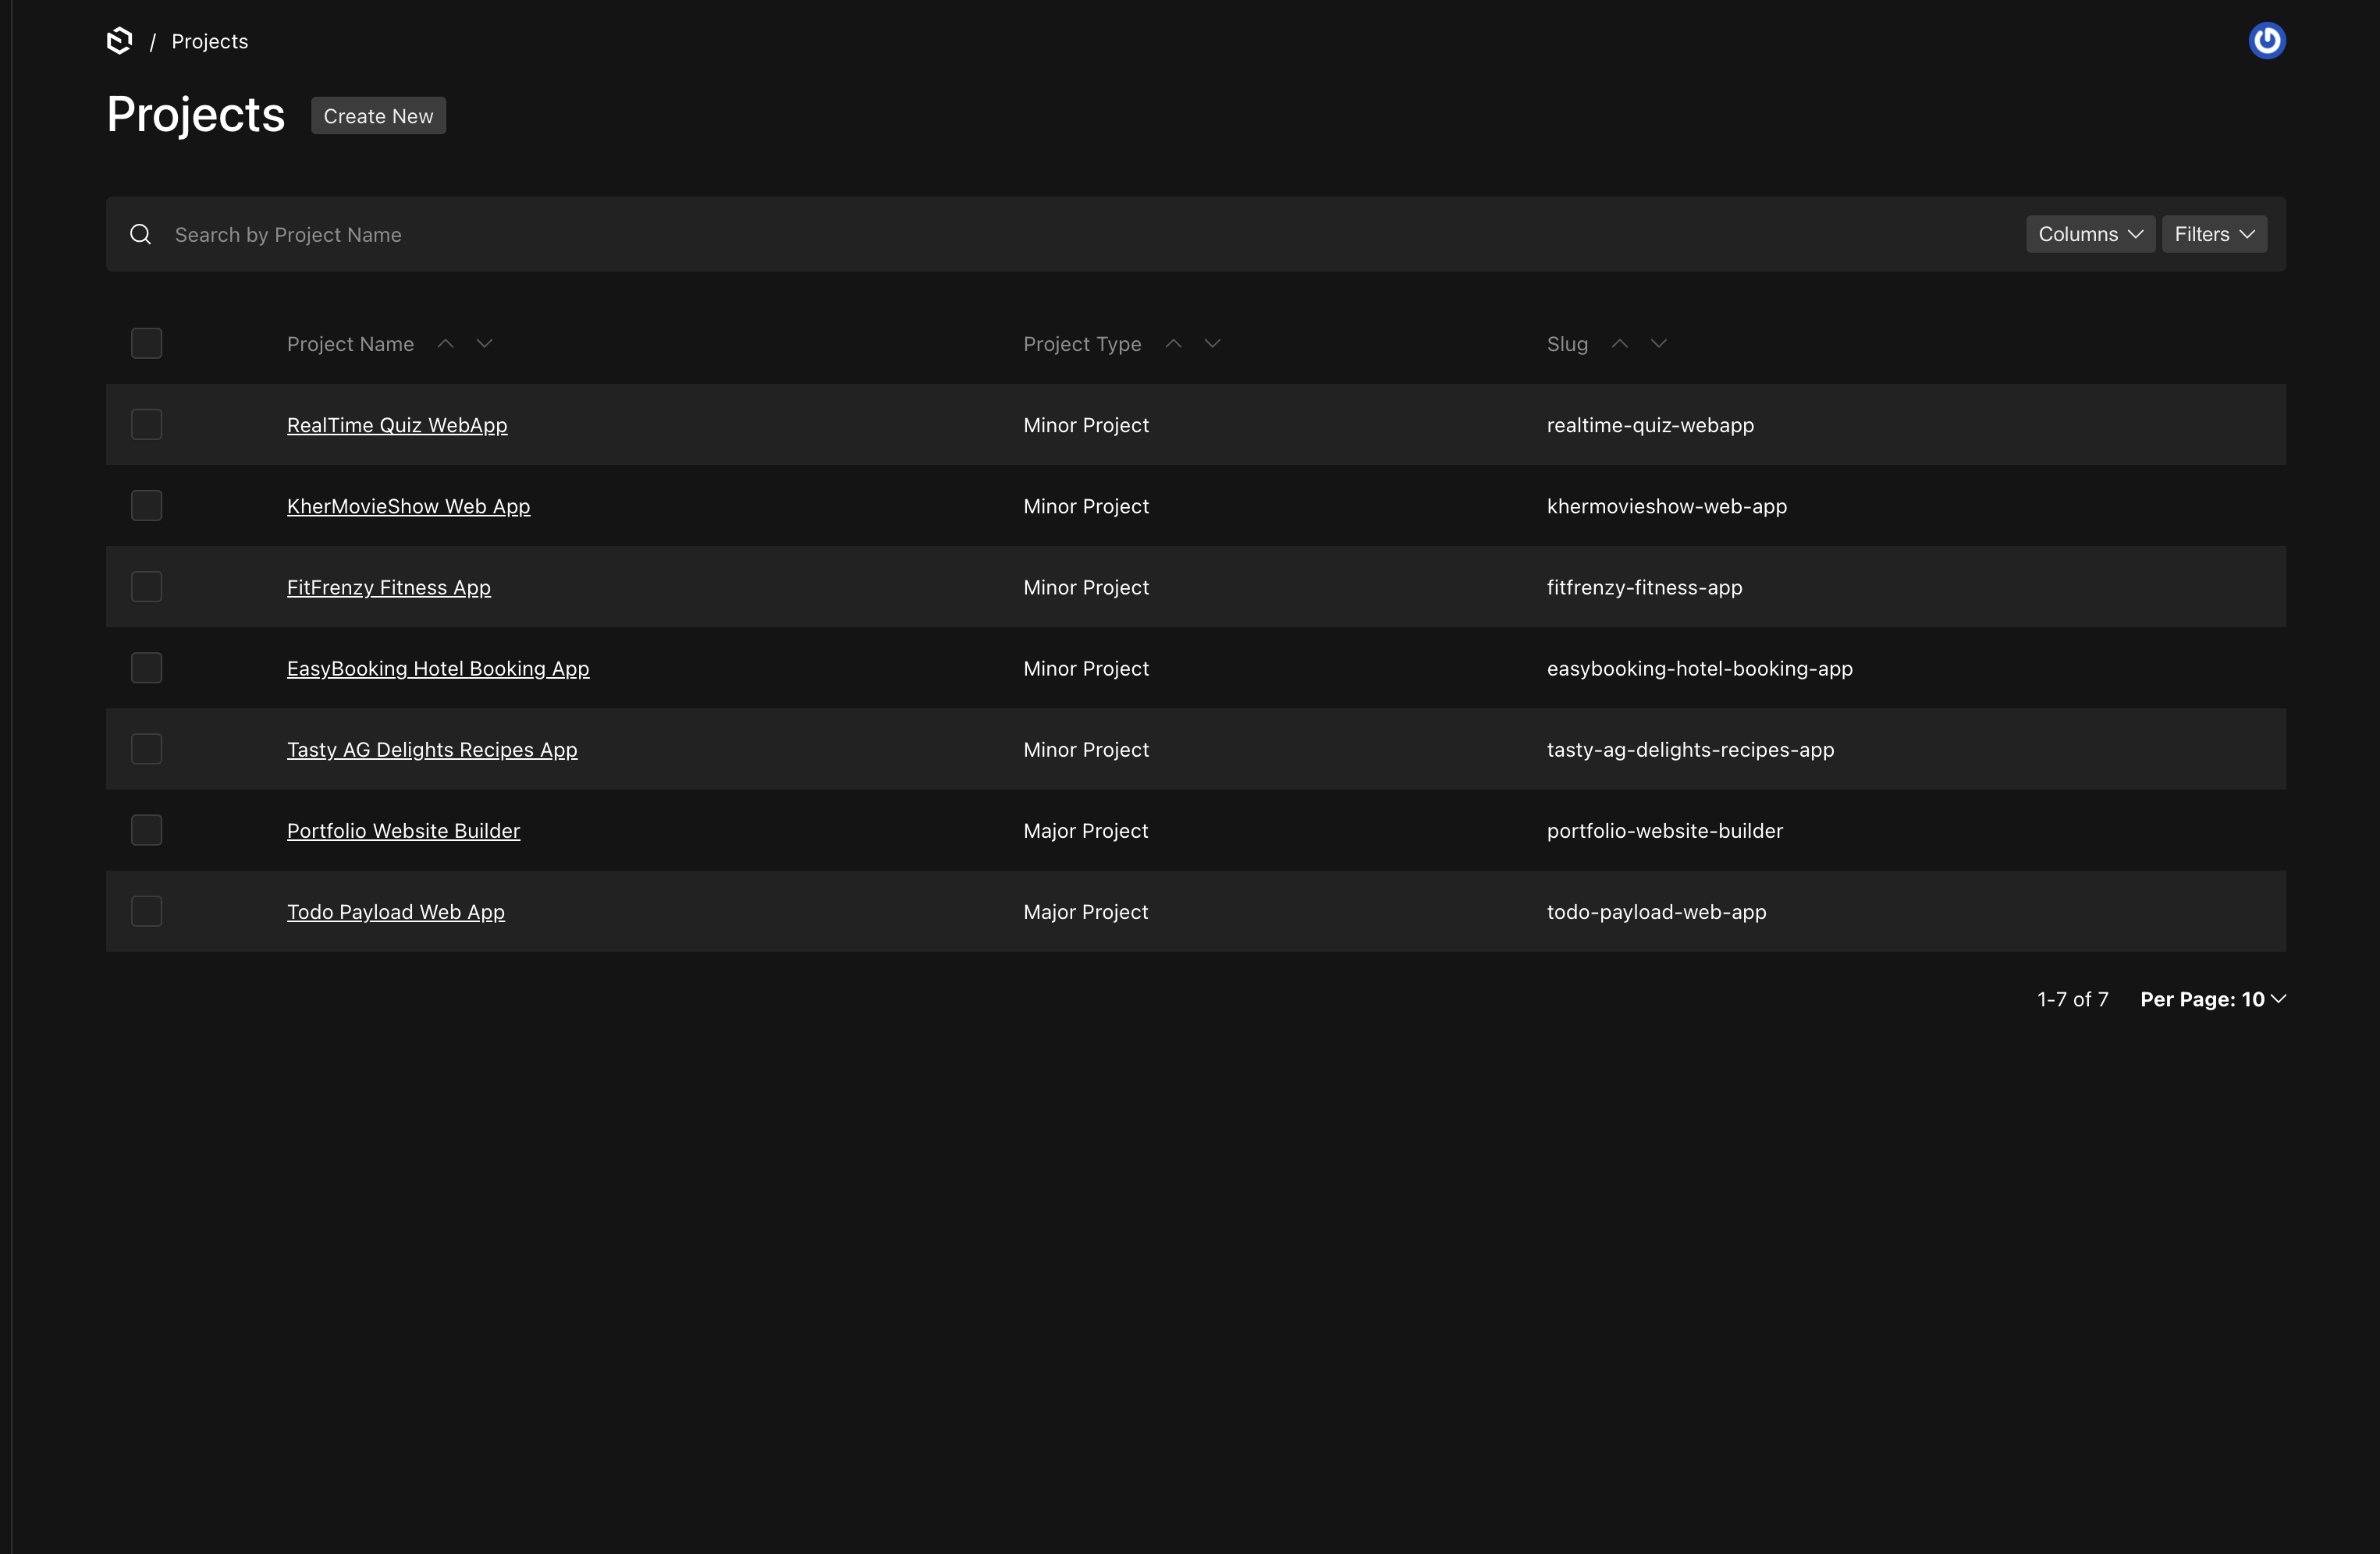 / Projects
Projects Create New
Search by Project Name Columns Filters
Project Name Project Type Slug
RealTime Quiz WebApp Minor Project realtime-quiz-webapp
KherMovieShow Web App Minor Project khermovieshow-web-app
FitFrenzy Fitness App Minor Project fitfrenzy-fitness-app
EasyBooking Hotel Booking App Minor Project easybooking-hotel-booking-app
Tasty AG Delights Recipes App Minor Project tasty-ag-delights-recipes-app
Portfolio Website Builder Major Project portfolio-website-builder
Todo Payload Web App Major Project todo-payload-web-app
1-7 of 7 Per Page: 10